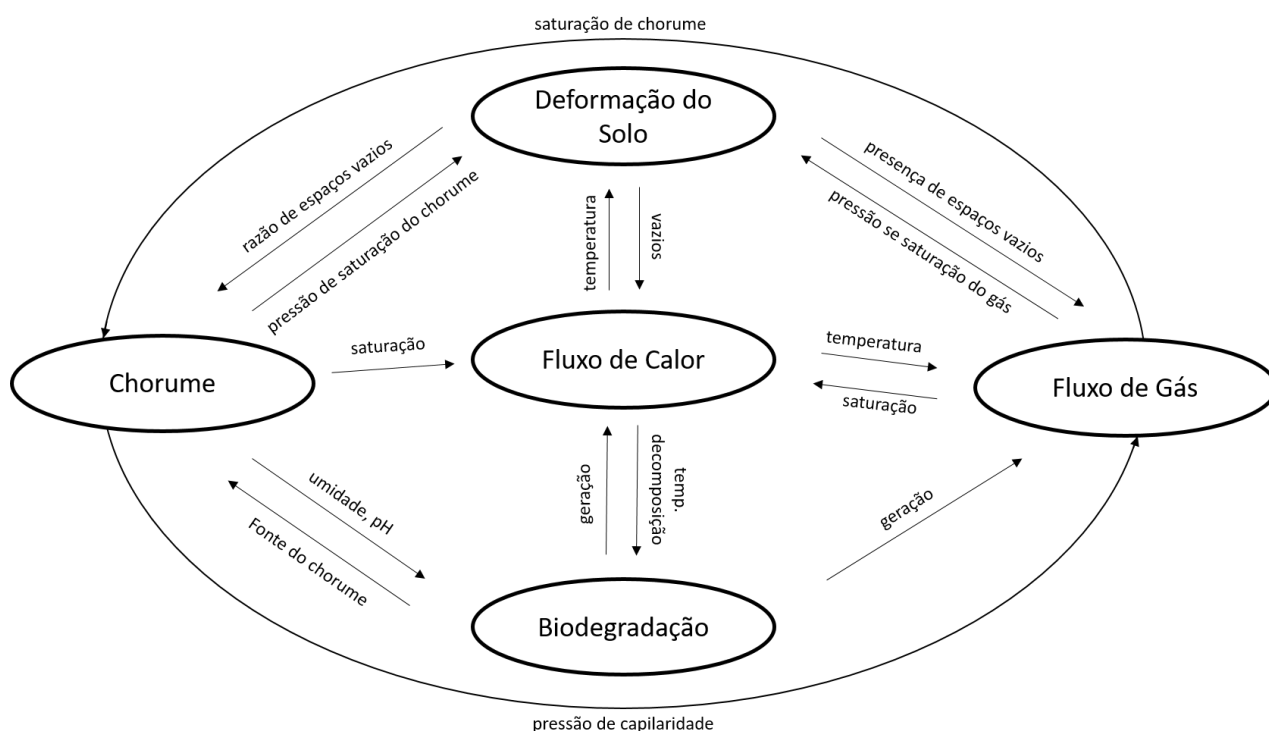 saturação de chorume
Deformação do
Solo
razão de espaços vazios
pressão de saturação do chorume
temperatura
vazios
presença de espaços vazios
pressão se saturação do gás
Chorume
saturação
Fluxo de Calor
temperatura
saturação
Fluxo de Gás
umidade, pH
Fonte do chorume
geração
temp.
decomposição
geração
Biodegradação
pressão de capilaridade